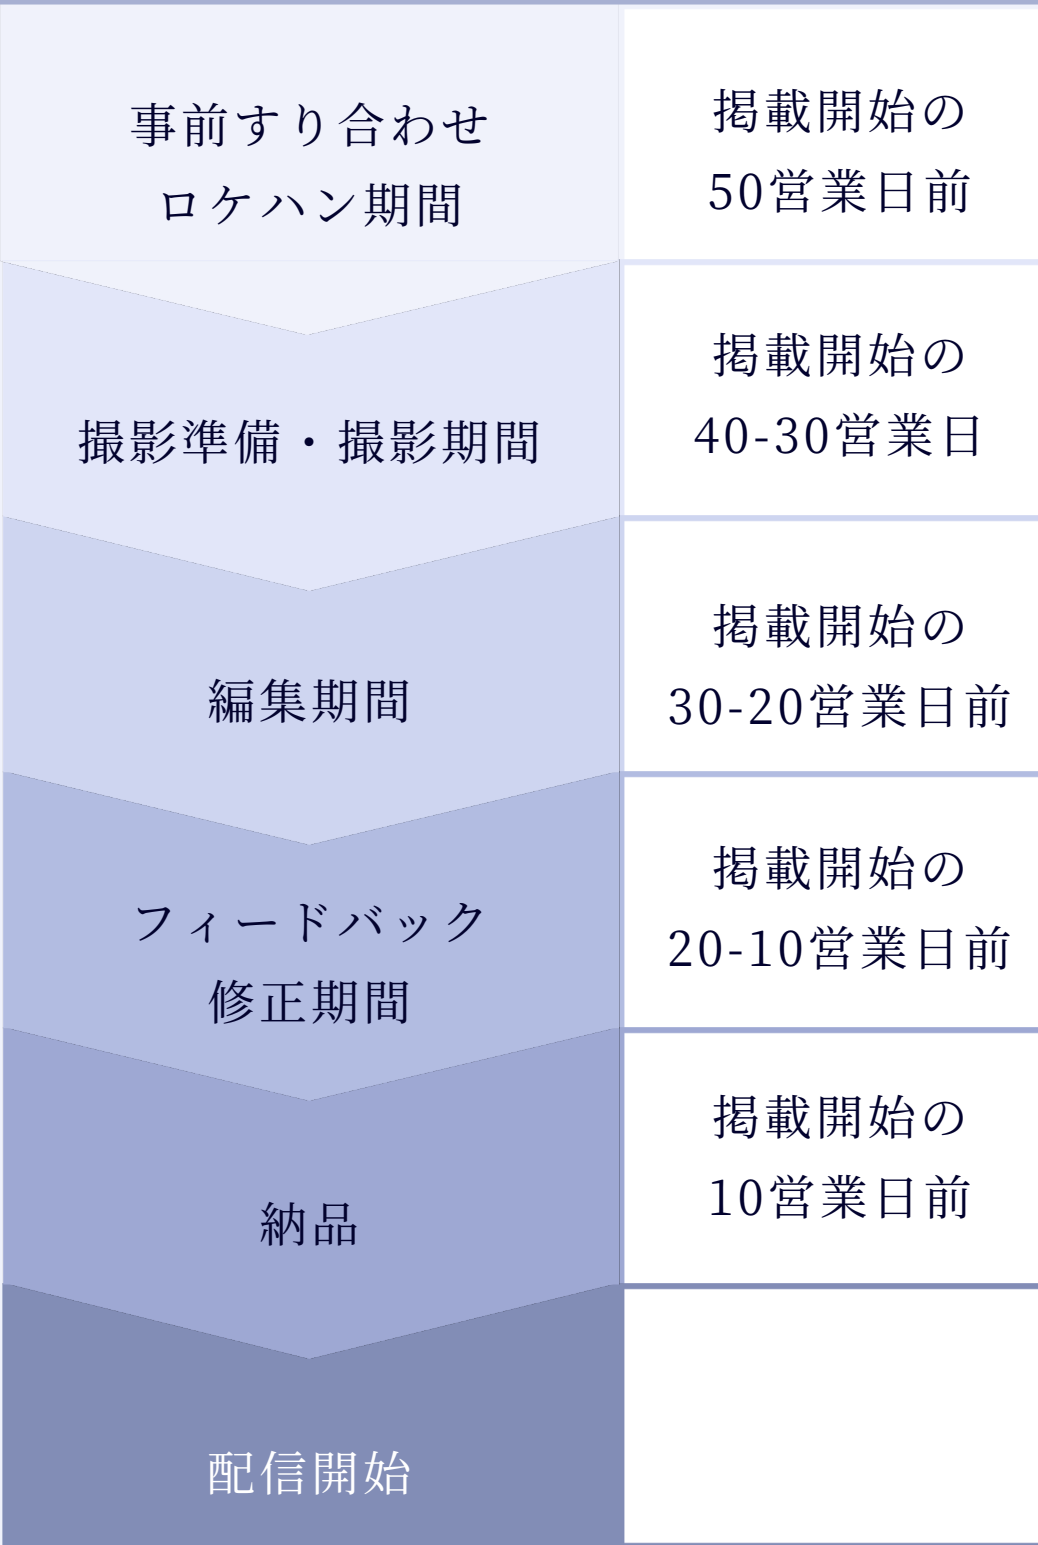 事前すり合わせ
ロケハン期間
掲載開始の
50営業日前
撮影準備・撮影期間
掲載開始の
40-30営業日
編集期間
掲載開始の
30-20営業日前
フィードバック
修正期間
掲載開始の
20-10営業日前
納品
掲載開始の
10営業日前
配信開始